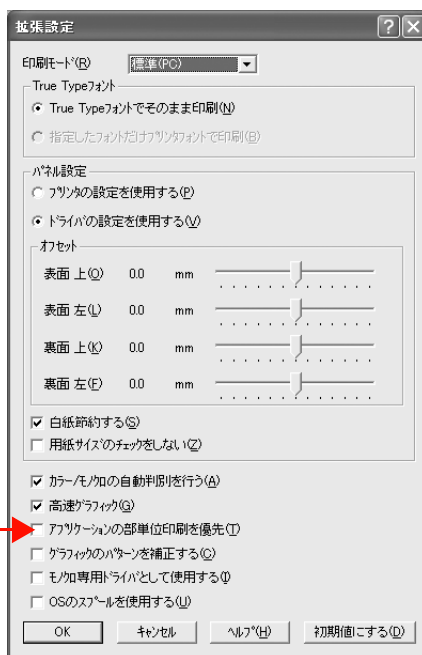 拡張設定
印刷モード(R) 標準(PC)
True Typeフォント
True Typeフォントでそのまま印刷(N)
指定したフォントだけプリンタフォントで印刷(B)
パネル設定
プリンタの設定を使用する(P)
ドライバの設定を使用する(V)
オフセット
表面 上(O) 0.0 mm
表面 左(L) 0.0 mm
裏面 上(K) 0.0 mm
裏面 左(F) 0.0 mm
白紙節約する(S)
用紙サイズのチェックをしない(Z)
カラー/モノクロの自動判別を行う(A)
高速グラフィック(G)
アプリケーションの部単位印刷を優先(T)
グラフィックのパターンを補正する(C)
モノクロ専用ドライバとして使用する(I)
OSのスプールを使用する(U)
OK キャンセル ヘルプ(H) 初期値にする(D)